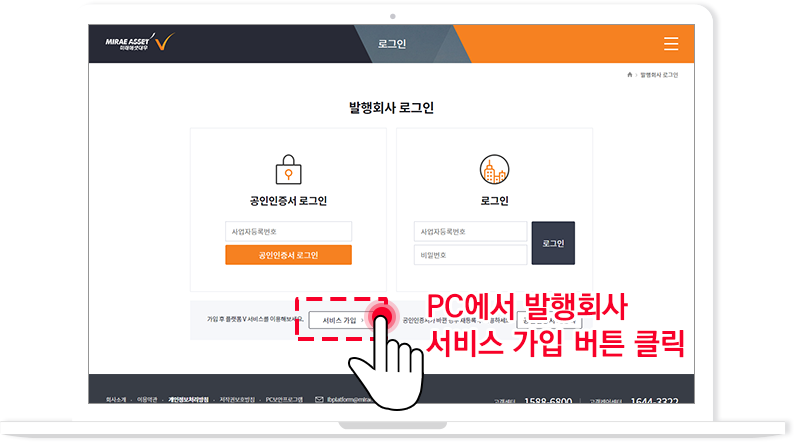 MIRAE ASSET
미래에셋대우
로그인
발행회사 로그인
발행회사 로그인
공인인증서 로그인
사업자등록번호
공인인증서 로그인
로그인
사업자등록번호
비밀번호
로그인
가입 후 플랫폼 V 서비스를 이용해보세요.
서비스 가입
공인인증서가 바뀐
PC에서 발행회사
서비스 가입 버튼 클릭
회사소개 이용약관 개인정보처리방침 저작권보호방침 PC보안프로그램 ibplatform@mirae
고객센터 1588-6800 고객케어센터 1644-3322